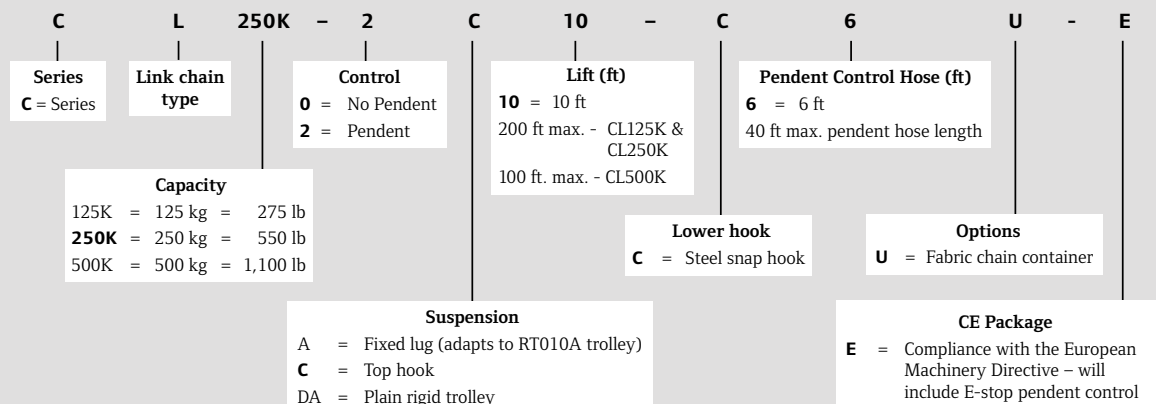 C L 250K – 2 C 10 – C 6 U - E
Series
C = Series
Link chain
type
Control
0 = No Pendent
2 = Pendent
Lift (ft)
10 = 10 ft
200 ft max. - CL125K &
CL250K
100 ft. max. - CL500K
Pendent Control Hose (ft)
6 = 6 ft
40 ft max. pendent hose length
Capacity
125K = 125 kg = 275 lb
250K = 250 kg = 550 lb
500K = 500 kg = 1,100 lb
Lower hook
C = Steel snap hook
Options
U = Fabric chain container
Suspension
A = Fixed lug (adapts to RT010A trolley)
C = Top hook
DA = Plain rigid trolley
CE Package
E = Compliance with the European
Machinery Directive – will
include E-stop pendent control